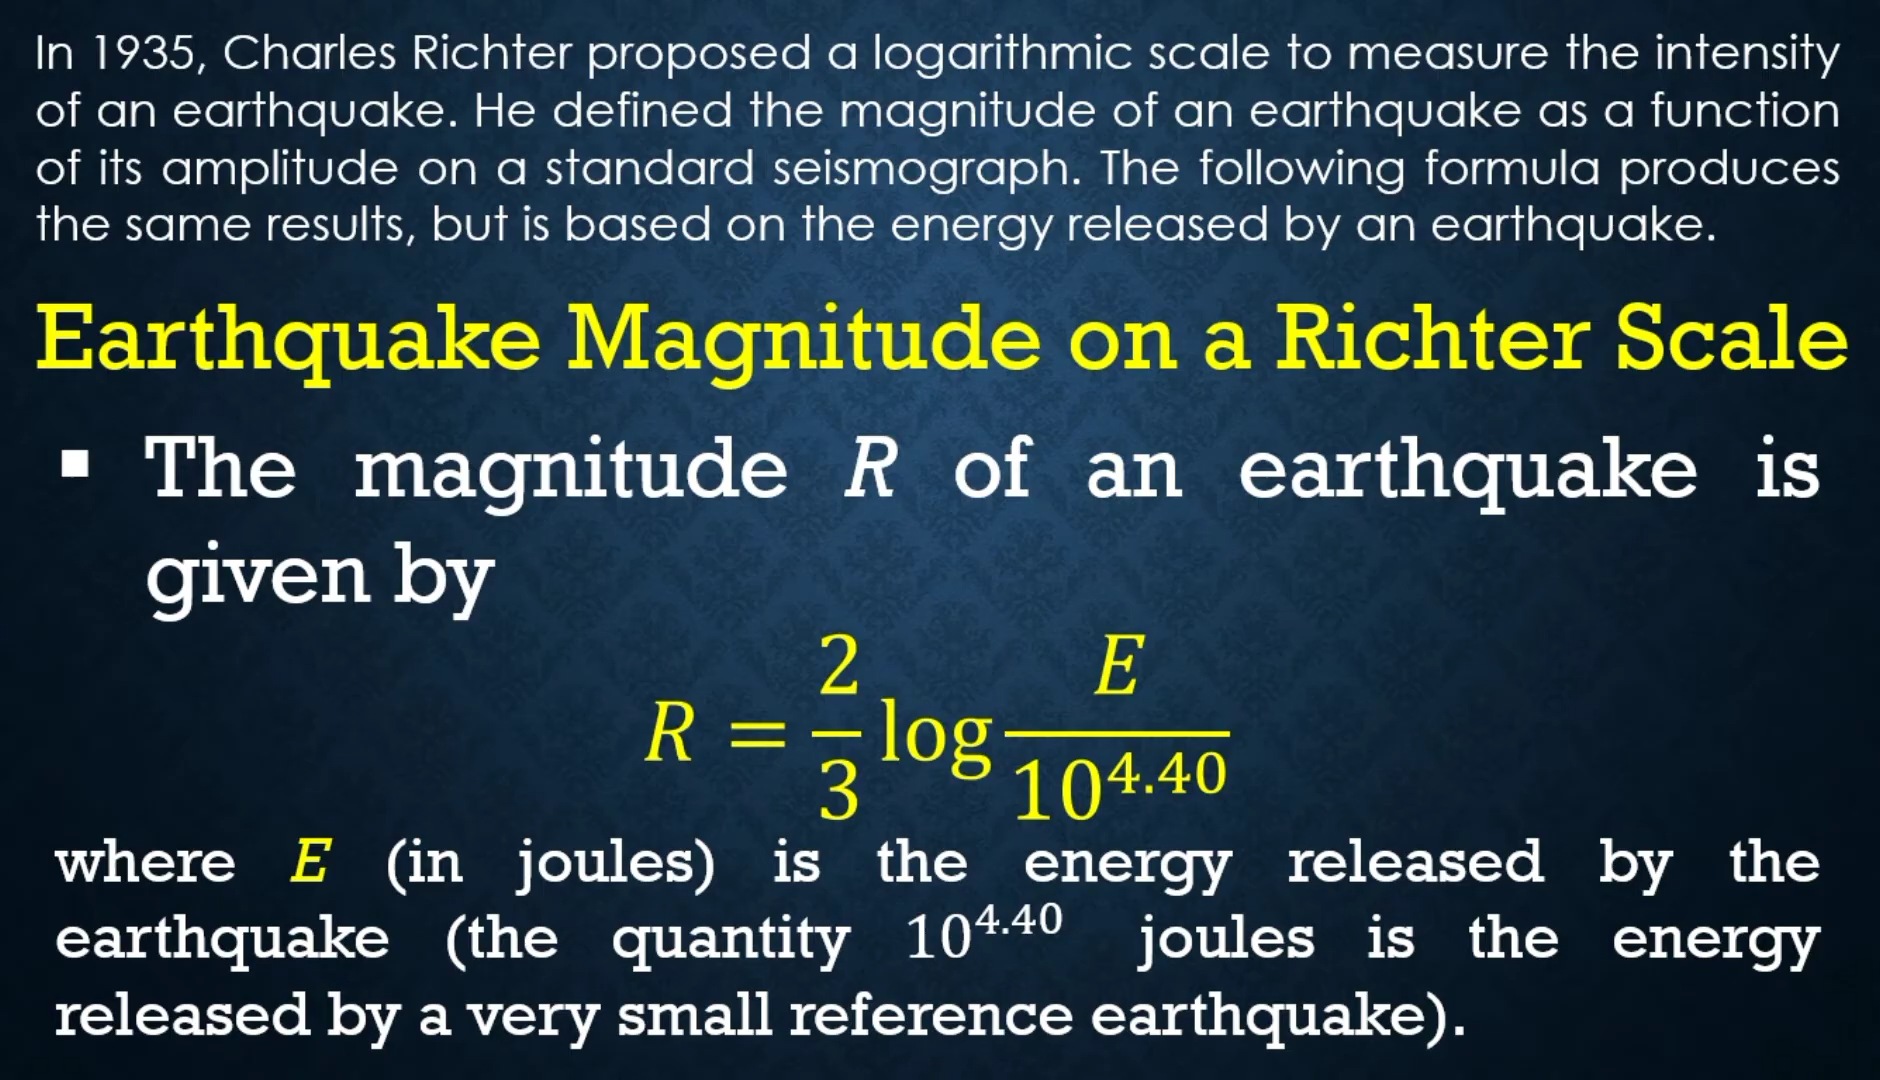 In 1935, Charles Richter proposed a logarithmic scale to measure the intensity
of an earthquake. He defined the magnitude of an earthquake as a function
of its amplitude on a standard seismograph. The following formula produces
the same results, but is based on the energy released by an earthquake.
Earthquake Magnitude on a Richter Scale
▪ The magnitude R of an earthquake is
given by
R = 2/3 log E/10^4.40
where E (in joules) is the energy released by the
earthquake (the quantity 10^4.40 joules is the energy
released by a very small reference earthquake).